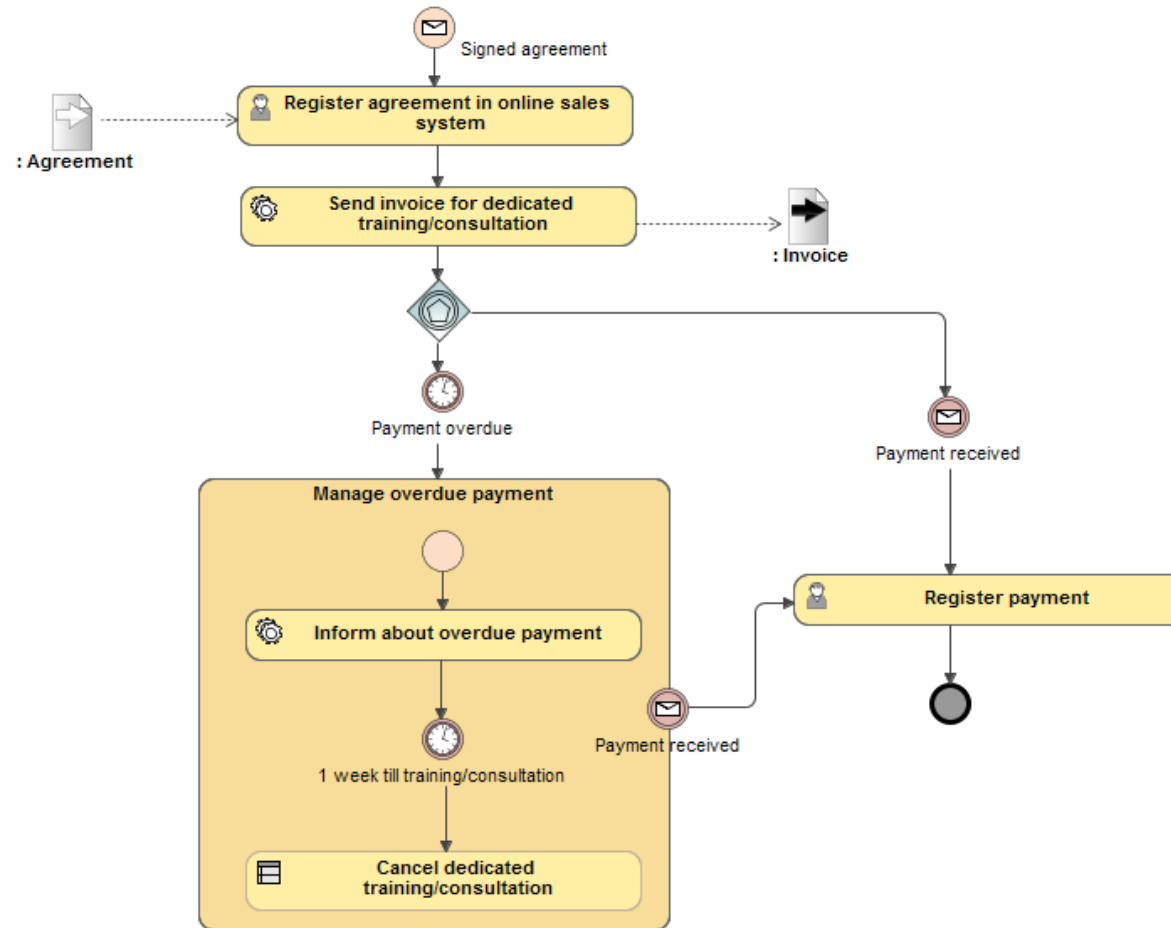 Signed agreement
Register agreement in online sales
system
: Agreement
Send invoice for dedicated
training/consultation
: Invoice
Payment overdue
Payment received
Manage overdue payment
Register payment
Inform about overdue payment
Payment received
1 week till training/consultation
Cancel dedicated
training/consultation